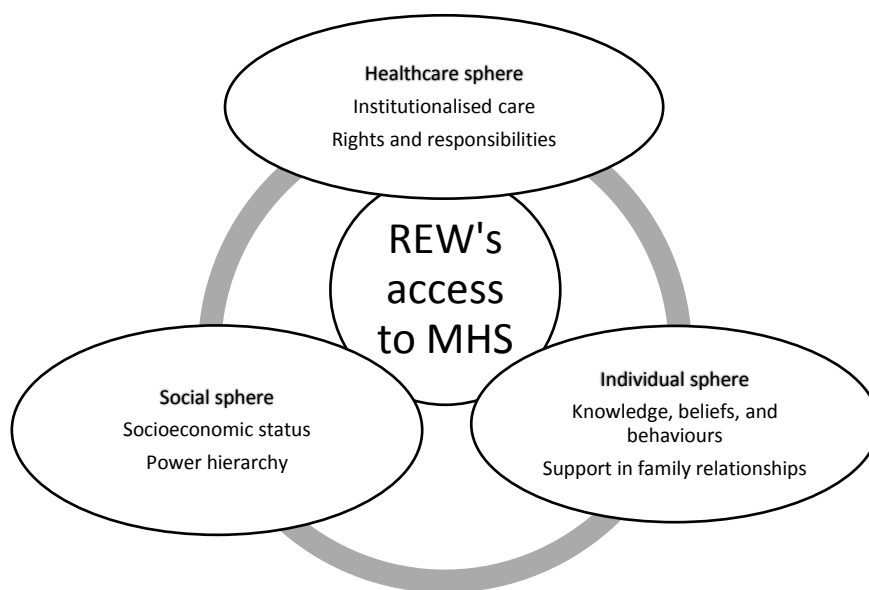 Healthcare sphere
Institutionalised care
Rights and responsibilities
REW's
access
to MHS
Social sphere
Socioeconomic status
Power hierarchy
Individual sphere
Knowledge, beliefs, and
behaviours
Support in family relationships